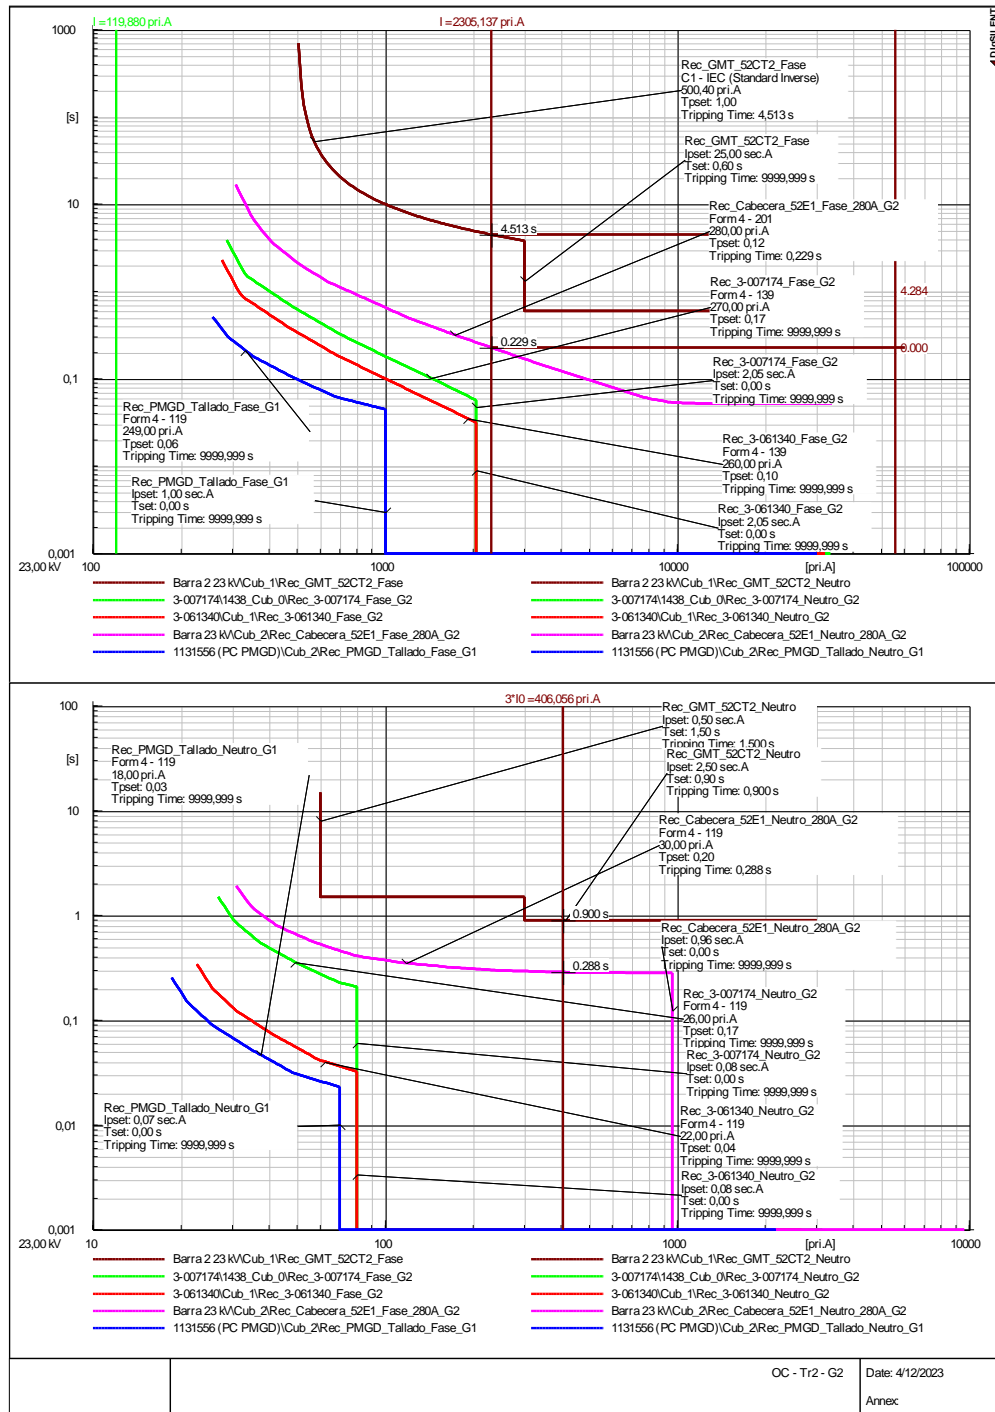 I =119,880 pri.A
I =2305,137 pri.A
DIgSILENT
1000
[s]
10
0,1
0,001
Rec_GMT_52CT2_Fase
C1 - IEC (Standard Inverse)
500,40 pri.A
Tpset: 1,00
Tripping Time: 4.513 s
Rec_GMT_52CT2_Fase
Ipset: 25,00 sec.A
Tset: 0,60 s
Tripping Time: 9999,999 s
Rec_Cabecera_52E1_Fase_280A_G2
Form 4 - 201
280,00 pri.A
Tpset: 0,12
Tripping Time: 0,229 s
4.513 s
Rec_3-007174_Fase_G2
Form 4 - 139
270,00 pri.A
Tpset: 0,17
Tripping Time: 9999,999 s
4.284
0.229 s
0.000
Rec_3-007174_Fase_G2
Ipset: 2,05 sec.A
Tset: 0,00 s
Tripping Time: 9999,999 s
Rec_PMGD_Tallado_Fase_G1
Form 4 - 119
249,00 pri.A
Tpset: 0,06
Tripping Time: 9999,999 s
Rec_3-061340_Fase_G2
Form 4 - 139
260,00 pri.A
Tpset: 0,10
Tripping Time: 9999,999 s
Rec_PMGD_Tallado_Fase_G1
Ipset: 1,00 sec.A
Tset: 0,00 s
Tripping Time: 9999,999 s
Rec_3-061340_Fase_G2
Ipset: 2,05 sec.A
Tset: 0,00 s
Tripping Time: 9999,999 s
23,00 kV 100 1000 10000 [pri.A] 100000
Barra 2 23 kV\Cub_1\Rec_GMT_52CT2_Fase
Barra 2 23 kV\Cub_1\Rec_GMT_52CT2_Neutro
3-007174\1438_Cub_0\Rec_3-007174_Fase_G2
3-007174\1438_Cub_0\Rec_3-007174_Neutro_G2
3-061340\Cub_1\Rec_3-061340_Fase_G2
3-061340\Cub_1\Rec_3-061340_Neutro_G2
Barra 23 kV\Cub_2\Rec_Cabecera_52E1_Fase_280A_G2
Barra 23 kV\Cub_2\Rec_Cabecera_52E1_Neutro_280A_G2
1131556 (PC PMGD)\Cub_2\Rec_PMGD_Tallado_Fase_G1
1131556 (PC PMGD)\Cub_2\Rec_PMGD_Tallado_Neutro_G1
3*I0 =406,056 pri.A
100
[s]
10
1
0,1
0,01
0,001
Rec_GMT_52CT2_Neutro
Ipset: 0,50 sec.A
Tset: 1,50 s
Tripping Time: 1,500 s
Rec_GMT_52CT2_Neutro
Ipset: 2,50 sec.A
Tset: 0,90 s
Tripping Time: 0,900 s
Rec_PMGD_Tallado_Neutro_G1
Form 4 - 119
18,00 pri.A
Tpset: 0,03
Tripping Time: 9999,999 s
Rec_Cabecera_52E1_Neutro_280A_G2
Form 4 - 119
30,00 pri.A
Tpset: 0,20
Tripping Time: 0,288 s
0.900 s
Rec_Cabecera_52E1_Neutro_280A_G2
Ipset: 0,96 sec.A
Tset: 0,00 s
Tripping Time: 9999,999 s
0.288 s
Rec_3-007174_Neutro_G2
Form 4 - 119
26,00 pri.A
Tpset: 0,17
Tripping Time: 9999,999 s
Rec_3-007174_Neutro_G2
Ipset: 0,08 sec.A
Tset: 0,00 s
Tripping Time: 9999,999 s
Rec_PMGD_Tallado_Neutro_G1
Ipset: 0,07 sec.A
Tset: 0,00 s
Tripping Time: 9999,999 s
Rec_3-061340_Neutro_G2
Form 4 - 119
22,00 pri.A
Tpset: 0,04
Tripping Time: 9999,999 s
Rec_3-061340_Neutro_G2
Ipset: 0,08 sec.A
Tset: 0,00 s
Tripping Time: 9999,999 s
23,00 kV 10 100 1000 [pri.A] 10000
Barra 2 23 kV\Cub_1\Rec_GMT_52CT2_Fase
Barra 2 23 kV\Cub_1\Rec_GMT_52CT2_Neutro
3-007174\1438_Cub_0\Rec_3-007174_Fase_G2
3-007174\1438_Cub_0\Rec_3-007174_Neutro_G2
3-061340\Cub_1\Rec_3-061340_Fase_G2
3-061340\Cub_1\Rec_3-061340_Neutro_G2
Barra 23 kV\Cub_2\Rec_Cabecera_52E1_Fase_280A_G2
Barra 23 kV\Cub_2\Rec_Cabecera_52E1_Neutro_280A_G2
1131556 (PC PMGD)\Cub_2\Rec_PMGD_Tallado_Fase_G1
1131556 (PC PMGD)\Cub_2\Rec_PMGD_Tallado_Neutro_G1
OC - Tr2 - G2
Date: 4/12/2023
Annex: